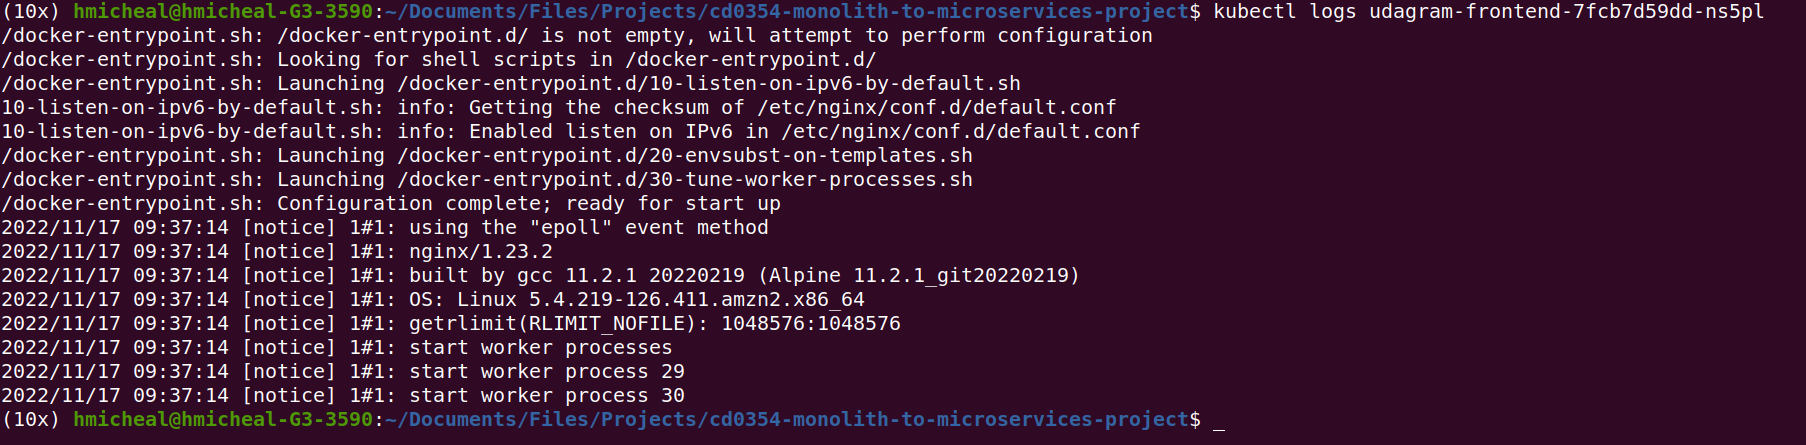 (10x) hmicheal@hmicheal-G3-3590:~/Documents/Files/Projects/cd0354-monolith-to-microservices-project$ kubectl logs udagram-frontend-7fcb7d59dd-ns5pl
/docker-entrypoint.sh: /docker-entrypoint.d/ is not empty, will attempt to perform configuration
/docker-entrypoint.sh: Looking for shell scripts in /docker-entrypoint.d/
/docker-entrypoint.sh: Launching /docker-entrypoint.d/10-listen-on-ipv6-by-default.sh
10-listen-on-ipv6-by-default.sh: info: Getting the checksum of /etc/nginx/conf.d/default.conf
10-listen-on-ipv6-by-default.sh: info: Enabled listen on IPv6 in /etc/nginx/conf.d/default.conf
/docker-entrypoint.sh: Launching /docker-entrypoint.d/20-envsubst-on-templates.sh
/docker-entrypoint.sh: Launching /docker-entrypoint.d/30-tune-worker-processes.sh
/docker-entrypoint.sh: Configuration complete; ready for start up
2022/11/17 09:37:14 [notice] 1#1: using the "epoll" event method
2022/11/17 09:37:14 [notice] 1#1: nginx/1.23.2
2022/11/17 09:37:14 [notice] 1#1: built by gcc 11.2.1 20220219 (Alpine 11.2.1_git20220219)
2022/11/17 09:37:14 [notice] 1#1: OS: Linux 5.4.219-126.411.amzn2.x86_64
2022/11/17 09:37:14 [notice] 1#1: getrlimit(RLIMIT_NOFILE): 1048576:1048576
2022/11/17 09:37:14 [notice] 1#1: start worker processes
2022/11/17 09:37:14 [notice] 1#1: start worker process 29
2022/11/17 09:37:14 [notice] 1#1: start worker process 30
(10x) hmicheal@hmicheal-G3-3590:~/Documents/Files/Projects/cd0354-monolith-to-microservices-project$ _